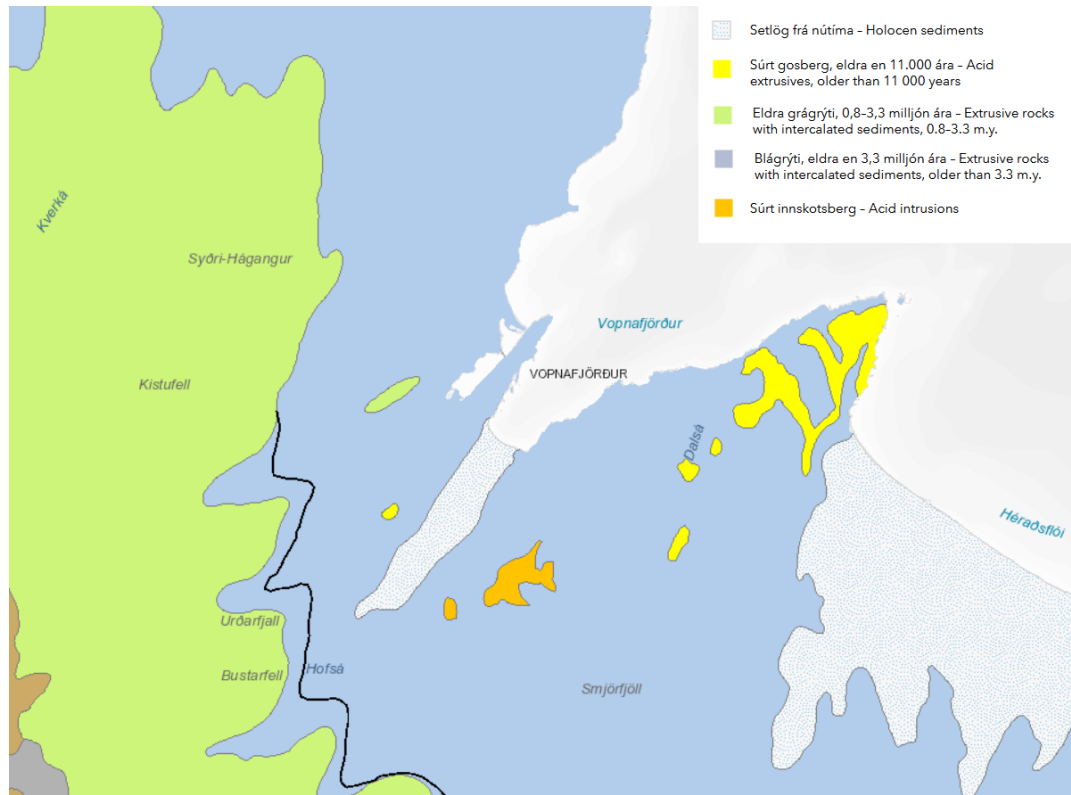 Setlög frá nútíma – Holocen sediments
Súrt gosberg, eldra en 11.000 ára – Acid
extrusives, older than 11 000 years
Eldra grágrýti, 0,8–3,3 milljón ára – Extrusive rocks
with intercalated sediments, 0.8–3.3 m.y.
Blágrýti, eldra en 3,3 milljón ára – Extrusive rocks
with intercalated sediments, older than 3.3 m.y.
Súrt innskotsberg – Acid intrusions
Kverká
Syðri-Hágangur
Vopnafjörður
VOPNAFJÖRÐUR
Kistufell
Dalsá
Héraðsflói
Urðarfjall
Bustarfell
Hofsá
Smjörfjöll